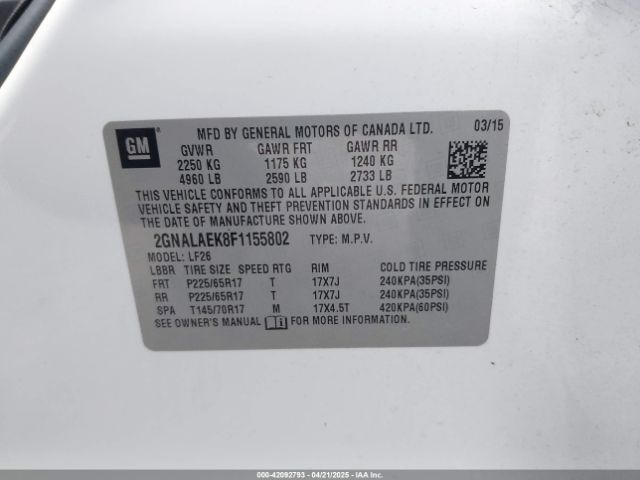 GM
MFD BY GENERAL MOTORS OF CANADA LTD. 03/15
GVWR GAWR FRT GAWR RR
2250 KG 1175 KG 1240 KG
4960 LB 2590 LB 2733 LB
THIS VEHICLE CONFORMS TO ALL APPLICABLE U.S. FEDERAL MOTOR
VEHICLE SAFETY AND THEFT PREVENTION STANDARDS IN EFFECT ON
THE DATE OF MANUFACTURE SHOWN ABOVE.
2GNALAEK8F1155802 TYPE: M.P.V.
MODEL: LF26
LBBR TIRE SIZE SPEED RTG RIM COLD TIRE PRESSURE
FRT P225/65R17 T 17X7J 240KPA(35PSI)
RR P225/65R17 T 17X7J 240KPA(35PSI)
SPA T145/70R17 M 17X4.5T 420KPA(60PSI)
SEE OWNER'S MANUAL FOR MORE INFORMATION.
000-42092793 - 04/21/2025 - IAAI.COM